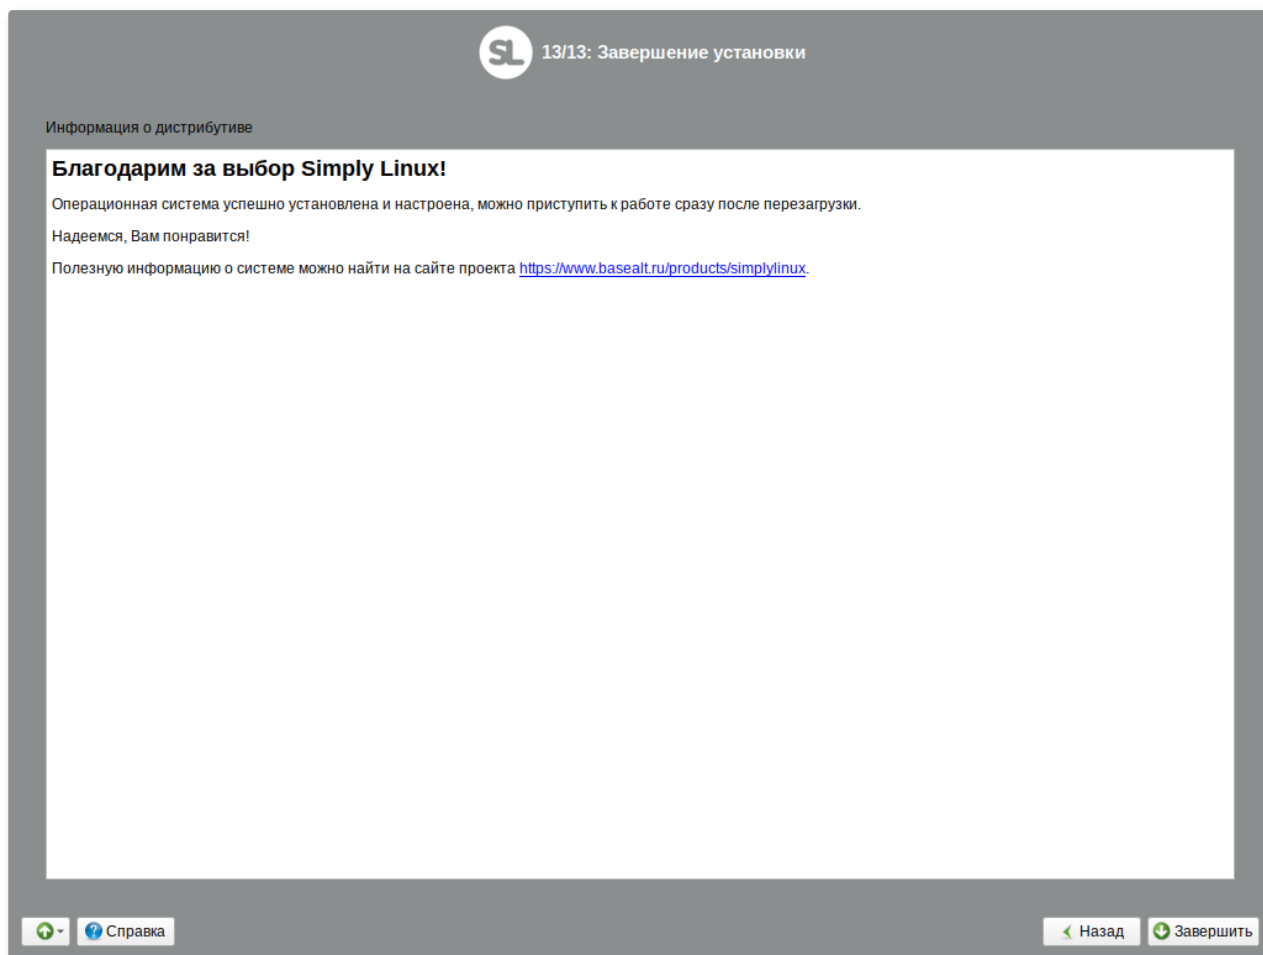 SL 13/13: Завершение установки
Информация о дистрибутиве
Благодарим за выбор Simply Linux!
Операционная система успешно установлена и настроена, можно приступить к работе сразу после перезагрузки.
Надеемся, Вам понравится!
Полезную информацию о системе можно найти на сайте проекта https://www.basealt.ru/products/simplylinux.
Справка
Назад
Завершить